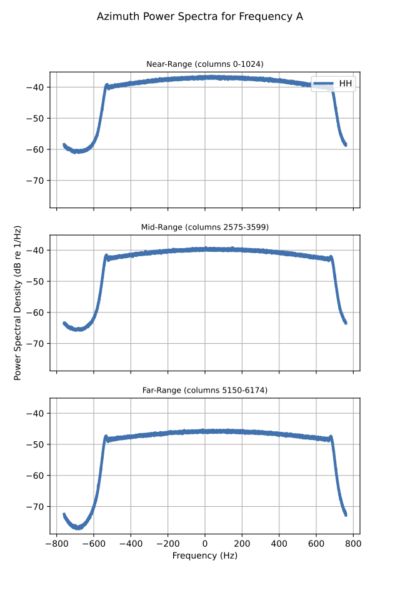 Azimuth Power Spectra for Frequency A
Near-Range (columns 0-1024)
HH
−40
−50
−60
−70
Mid-Range (columns 2575-3599)
−40
−50
−60
−70
Power Spectral Density (dB re 1/Hz)
Far-Range (columns 5150-6174)
−40
−50
−60
−70
−800 −600 −400 −200 0 200 400 600 800
Frequency (Hz)